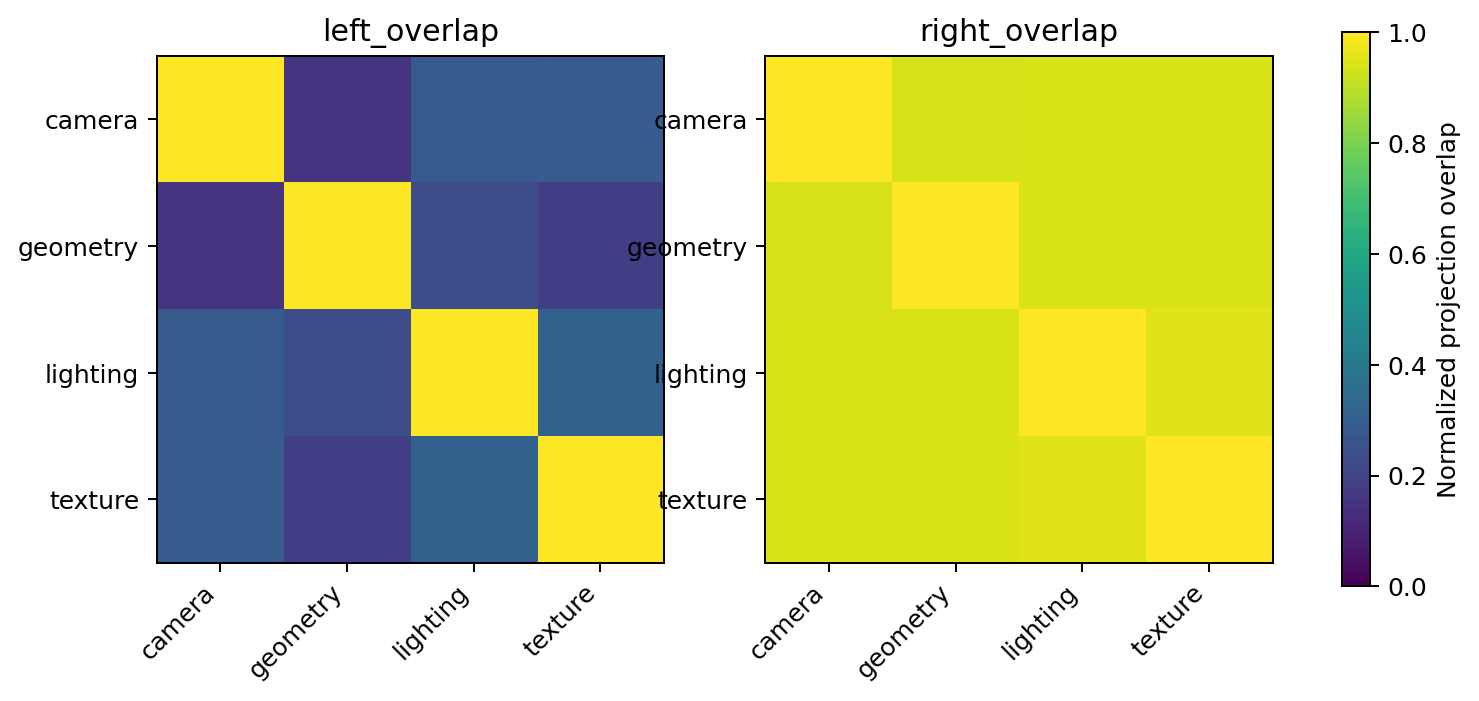 left_overlap
camera
geometry
lighting
texture
camera
geometry
lighting
texture
right_overlap
camera
geometry
lighting
texture
camera
geometry
lighting
texture
1.0
0.8
0.6
0.4
0.2
0.0
Normalized projection overlap